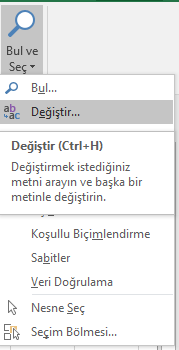 Bul ve
Seç
Bul...
Değiştir...
Değiştir (Ctrl+H)
Değiştirmek istediğiniz
metni arayın ve başka bir
metinle değiştirin.
Koşullu Biçimlendirme
Sabitler
Veri Doğrulama
Nesne Seç
Seçim Bölmesi...